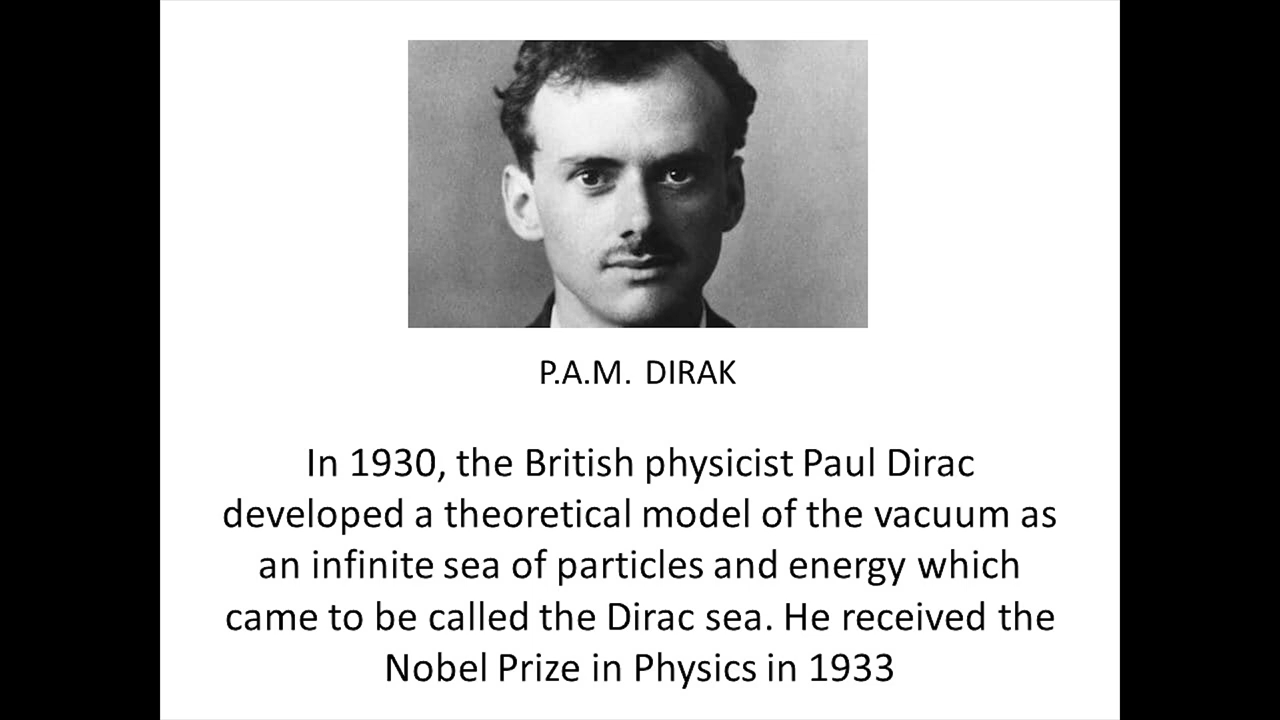 P.A.M. DIRAK
In 1930, the British physicist Paul Dirac
developed a theoretical model of the vacuum as
an infinite sea of particles and energy which
came to be called the Dirac sea. He received the
Nobel Prize in Physics in 1933